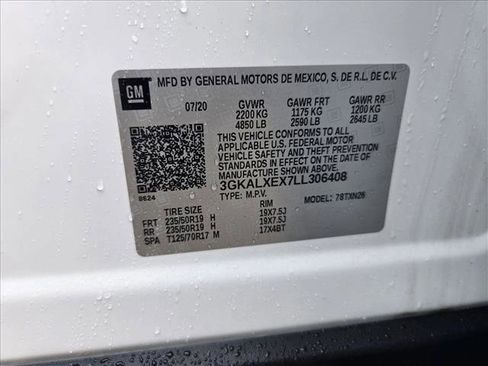 MFD BY GENERAL MOTORS DE MEXICO, S. DE R.L. DE C.V.
GM
07/20 GVWR GAWR FRT GAWR RR
2200 KG 1175 KG 1200 KG
4850 LB 2590 LB 2645 LB
THIS VEHICLE CONFORMS TO ALL
APPLICABLE U.S. FEDERAL MOTOR
VEHICLE SAFETY AND THEFT PREVENTION
STANDARDS IN EFFECT ON THE DATE OF
MANUFACTURE SHOWN ABOVE.
8624
3GKALXEX7LL306408
TYPE: M.P.V. MODEL: 78TXN26
RIM
FRT 235/50R19 H 19X7.5J
RR 235/50R19 H 19X7.5J
SPA T125/70R17 M 17X4BT